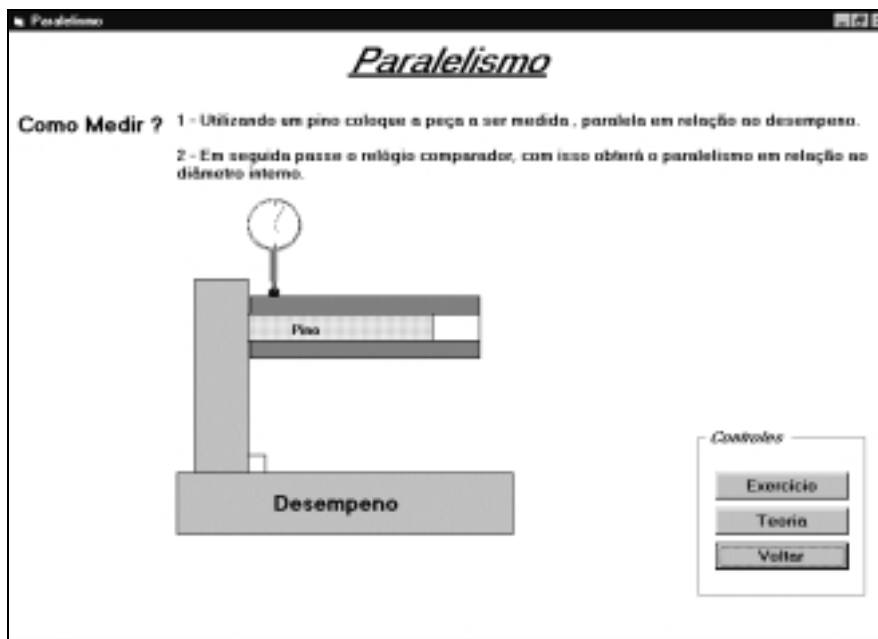 Paralelismo
Paralelismo
Como Medir ?
1 - Utilizando um pino coloque a peça a ser medida , paralela em relação ao desempeno.
2 - Em seguida passe o relógio comparador, com isso obterá o paralelismo em relação ao
diâmetro interno.
Pino
Controles
Exercício
Desempeno
Teoria
Voltar